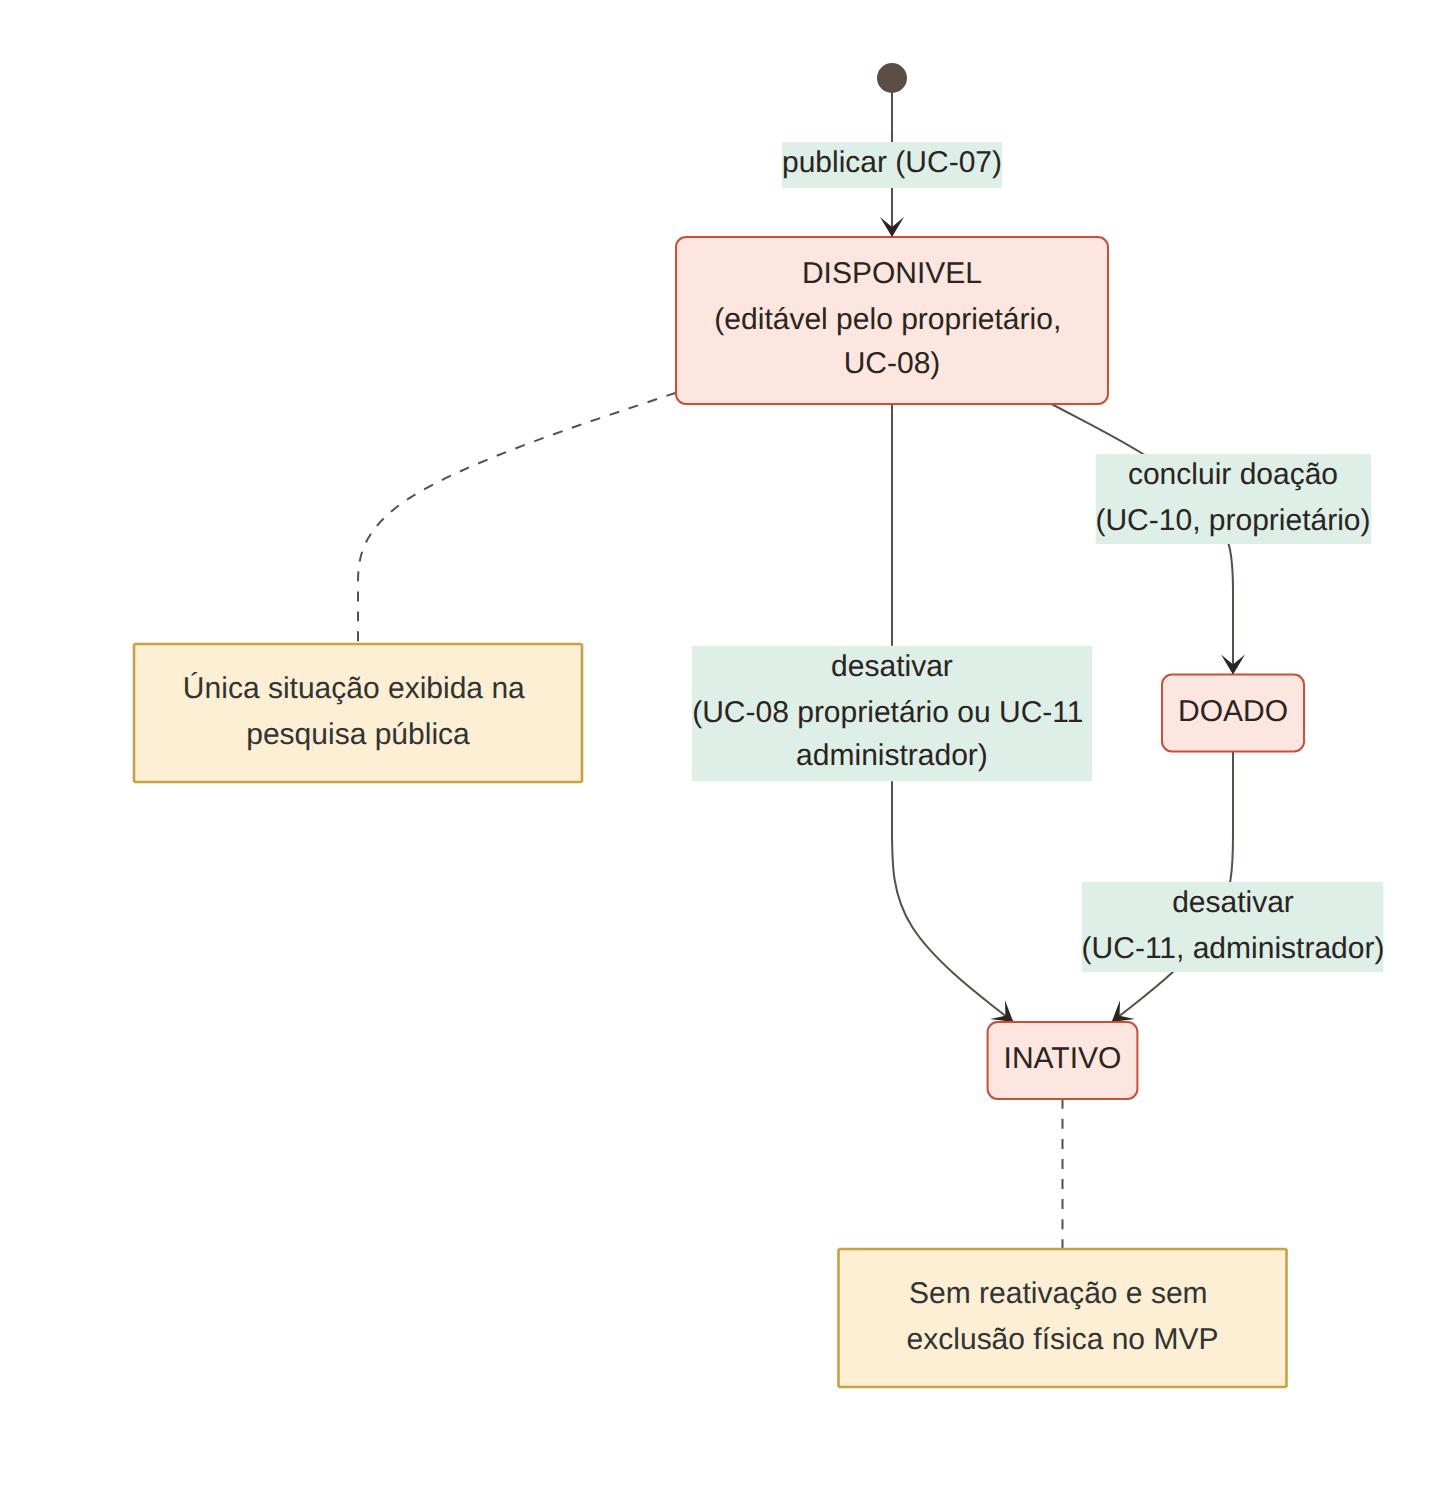 publicar (UC-07)
DISPONIVEL
(editável pelo proprietário,
UC-08)
concluir doação
(UC-10, proprietário)
Única situação exibida na
pesquisa pública
desativar
(UC-08 proprietário ou UC-11
administrador)
DOADO
desativar
(UC-11, administrador)
INATIVO
Sem reativação e sem
exclusão física no MVP